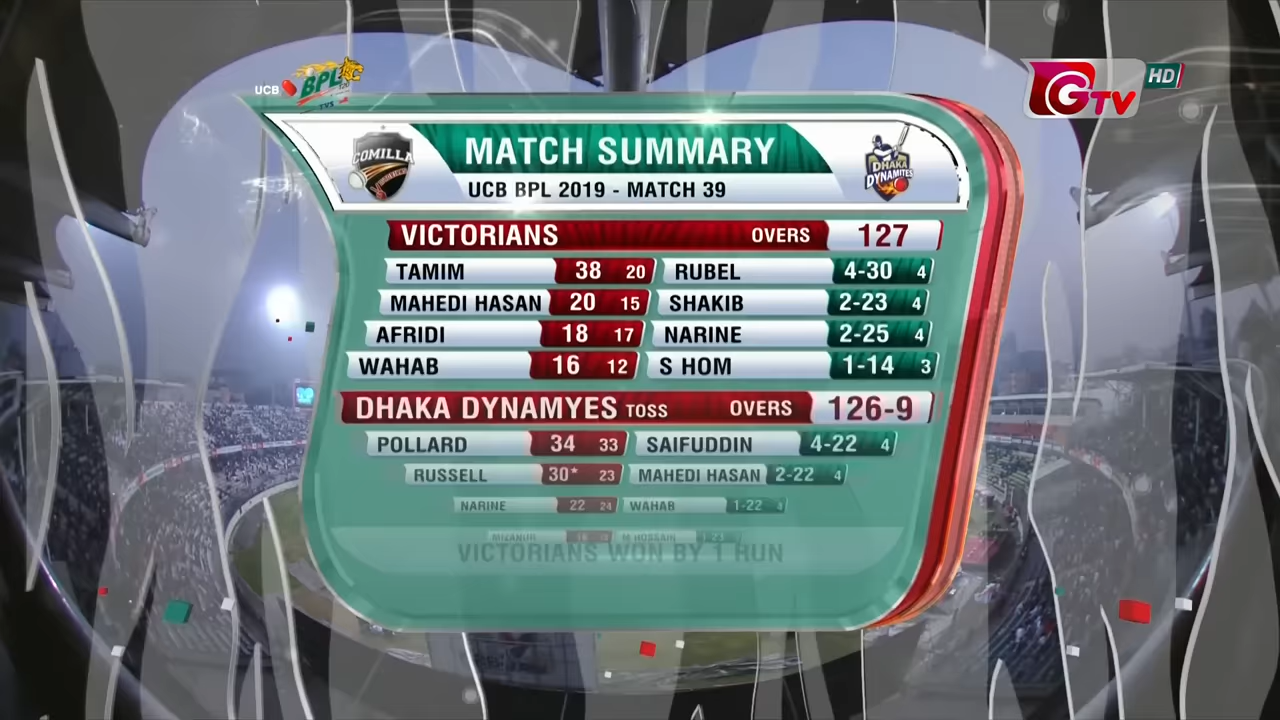 UCB BPL
GTV HD
COMILLA
MATCH SUMMARY
DHAKA DYNAMITES
UCB BPL 2019 - MATCH 39
VICTORIANS OVERS 127
TAMIM 38 20 RUBEL 4-30 4
MAHEDI HASAN 20 15 SHAKIB 2-23 4
AFRIDI 18 17 NARINE 2-25 4
WAHAB 16 12 S HOM 1-14 3
DHAKA DYNAMYES TOSS OVERS 126-9
POLLARD 34 33 SAIFUDDIN 4-22 4
RUSSELL 30* 23 MAHEDI HASAN 2-22 4
NARINE 22 24 WAHAB 1-22 4
MIZANUR M HOSSAIN
VICTORIANS WON BY 1 RUN